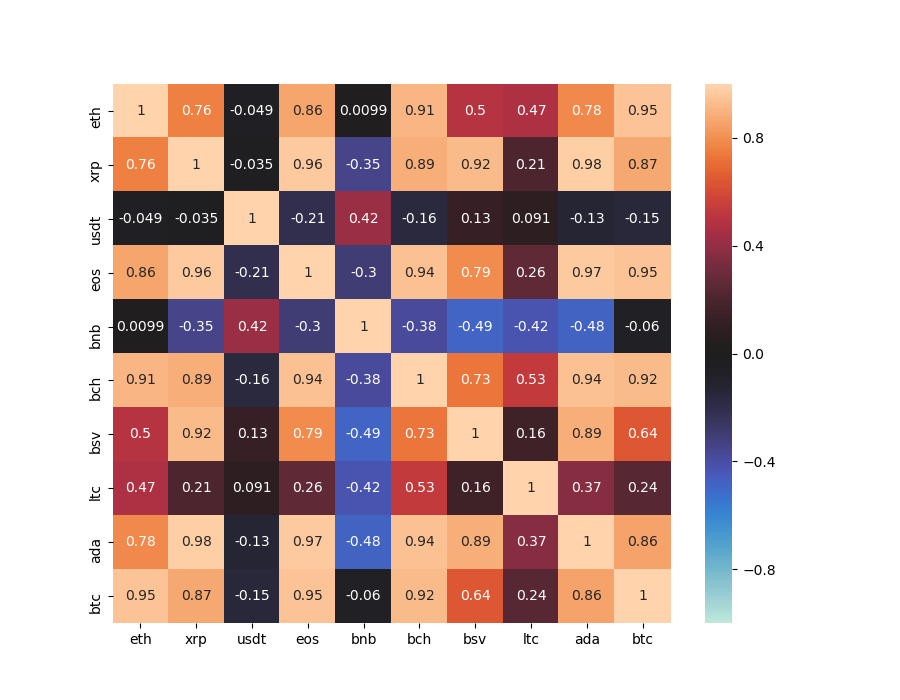 eth 1 0.76 -0.049 0.86 0.0099 0.91 0.5 0.47 0.78 0.95
xrp 0.76 1 -0.035 0.96 -0.35 0.89 0.92 0.21 0.98 0.87
usdt -0.049 -0.035 1 -0.21 0.42 -0.16 0.13 0.091 -0.13 -0.15
eos 0.86 0.96 -0.21 1 -0.3 0.94 0.79 0.26 0.97 0.95
bnb 0.0099 -0.35 0.42 -0.3 1 -0.38 -0.49 -0.42 -0.48 -0.06
bch 0.91 0.89 -0.16 0.94 -0.38 1 0.73 0.53 0.94 0.92
bsv 0.5 0.92 0.13 0.79 -0.49 0.73 1 0.16 0.89 0.64
ltc 0.47 0.21 0.091 0.26 -0.42 0.53 0.16 1 0.37 0.24
ada 0.78 0.98 -0.13 0.97 -0.48 0.94 0.89 0.37 1 0.86
btc 0.95 0.87 -0.15 0.95 -0.06 0.92 0.64 0.24 0.86 1
eth xrp usdt eos bnb bch bsv ltc ada btc
0.8
0.4
0.0
−0.4
−0.8